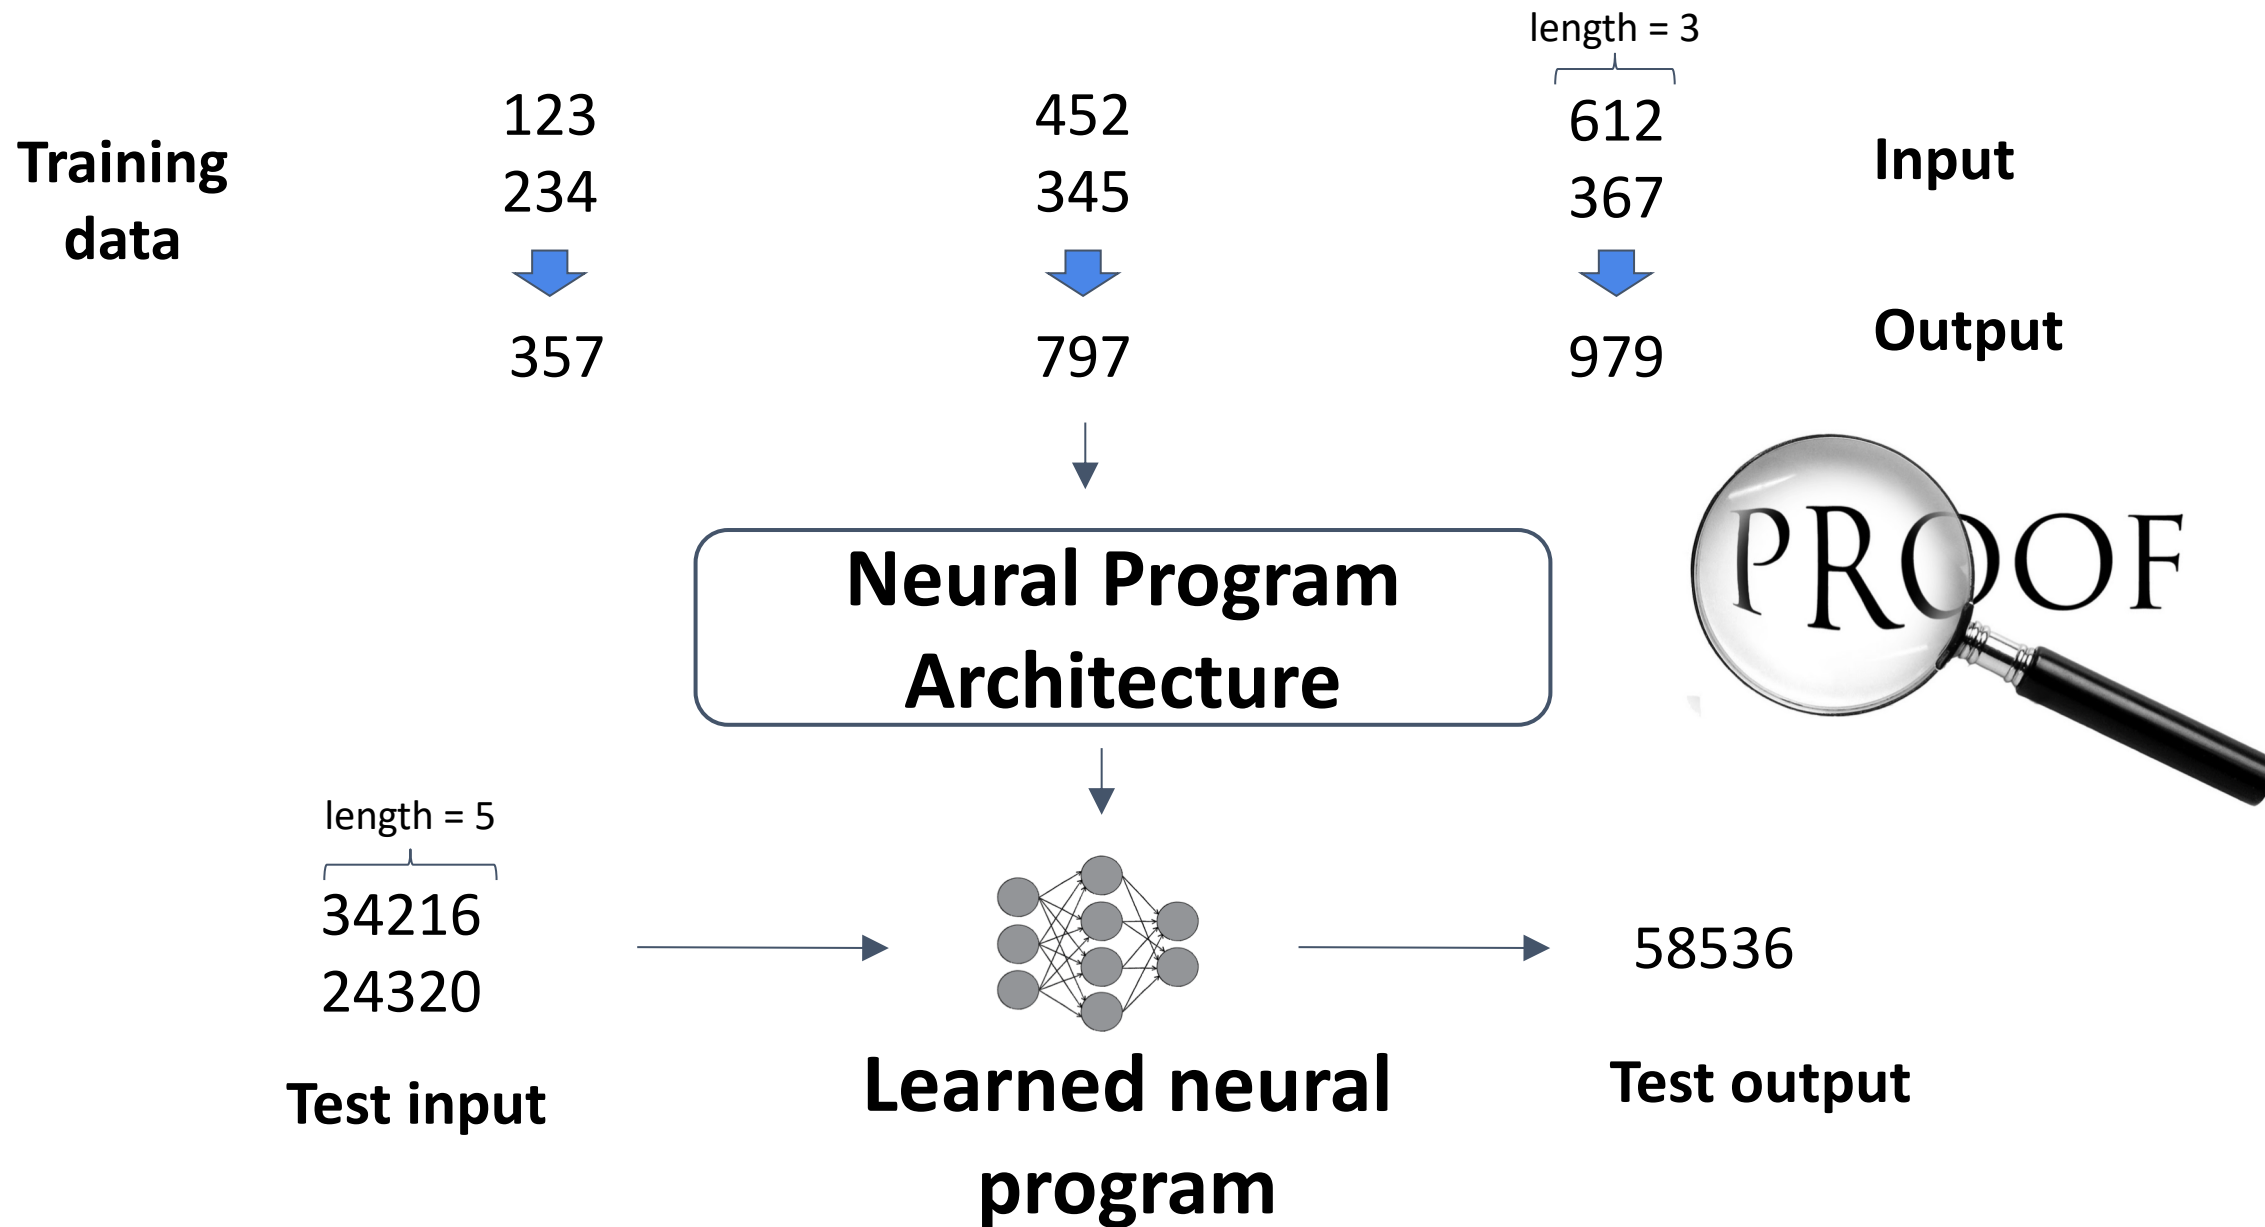 length = 3
Training
data
123
234
357
452
345
797
612
367
979
Input
Output
Neural Program
Architecture
PROOF
length = 5
34216
24320
Test input
Learned neural
program
58536
Test output